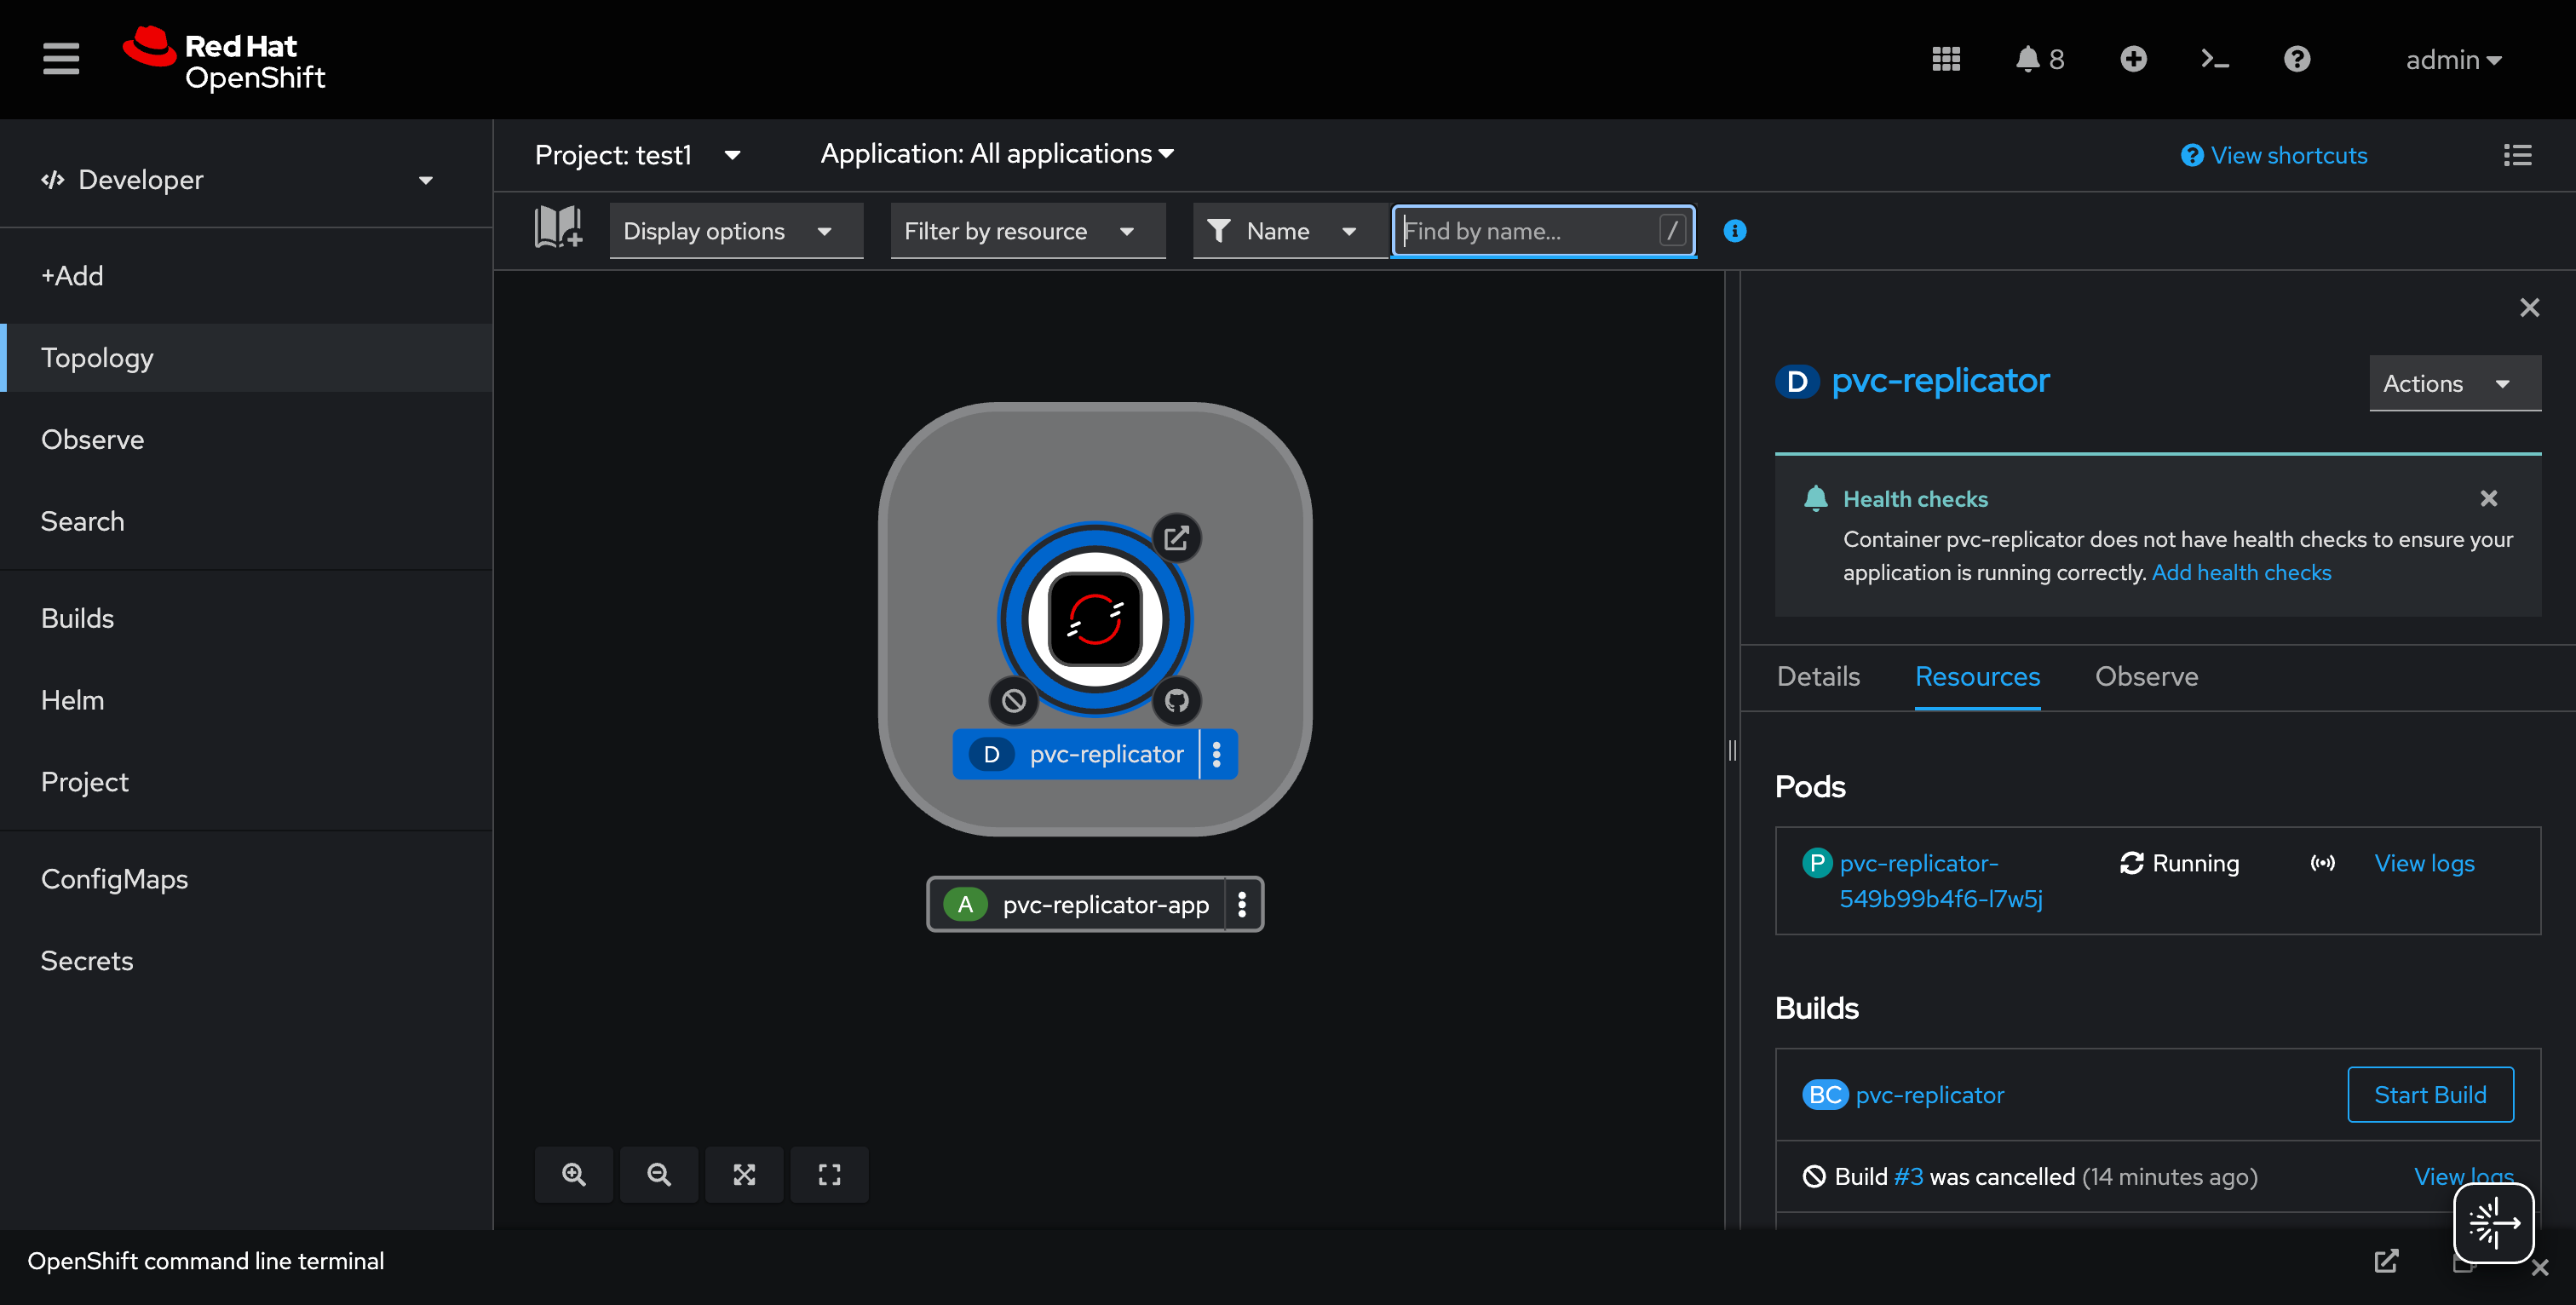 Red Hat
OpenShift
8
admin
Developer
Project: test1
Application: All applications
View shortcuts
Display options
Filter by resource
Name
Find by name...
/
+Add
Topology
Observe
Search
Builds
Helm
Project
ConfigMaps
Secrets
D pvc-replicator
A pvc-replicator-app
D pvc-replicator
Actions
Health checks
Container pvc-replicator does not have health checks to ensure your
application is running correctly. Add health checks
Details
Resources
Observe
Pods
P pvc-replicator-
549b99b4f6-l7w5j
Running
View logs
Builds
BC pvc-replicator
Start Build
Build #3 was cancelled (14 minutes ago)
View logs
OpenShift command line terminal